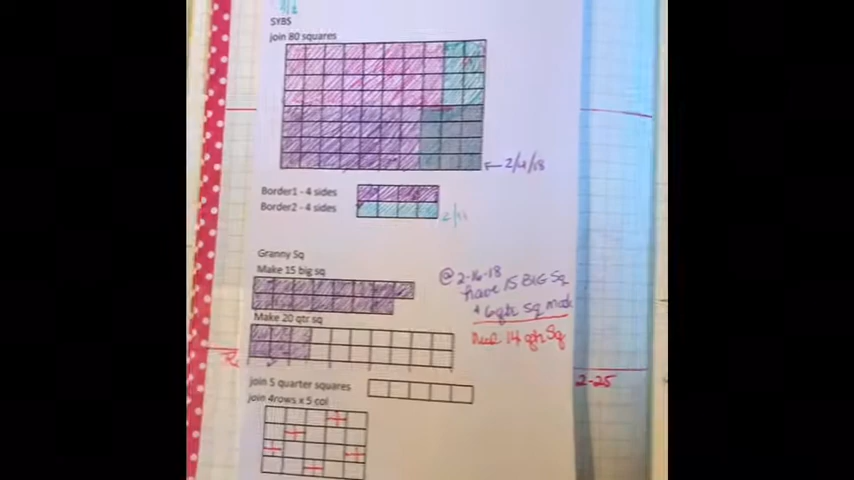 SYBS
join 80 squares
2/4/18
Border1 - 4 sides
Border2 - 4 sides
Granny Sq
Make 15 big sq
@ 2-16-18
have 15 BIG Sq
+ 6 qtr Sq made
Make 20 qtr sq
need 14 qtr Sq
2-25
join 5 quarter squares
join 4rows x 5 col